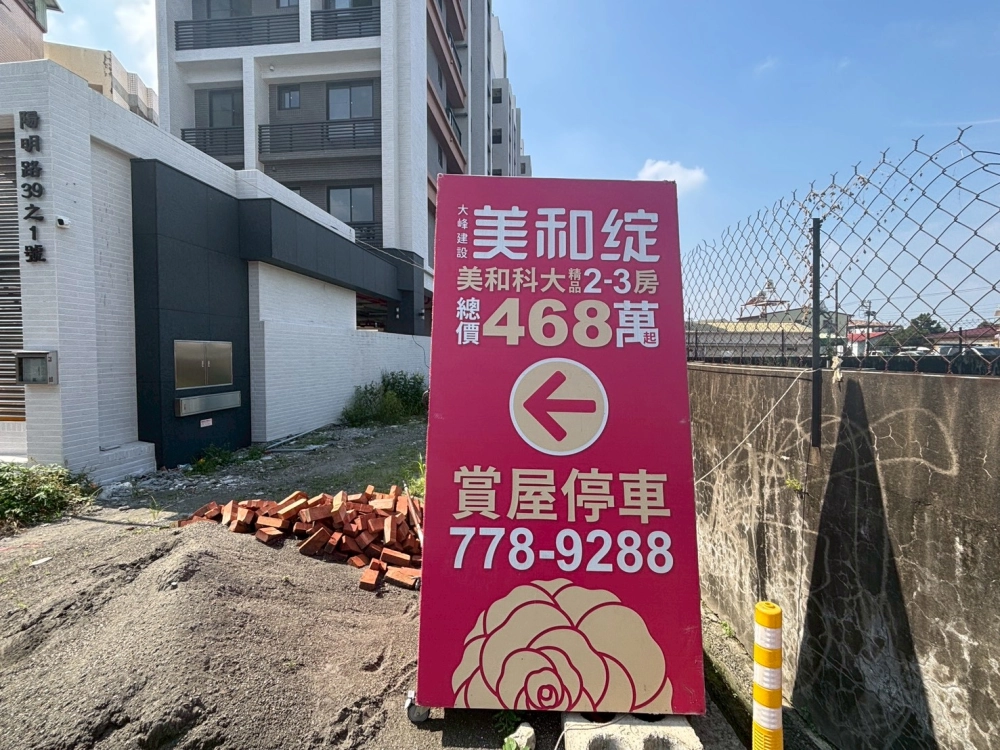 陽明路39之1號
大峰建設
美和綻
美和科大精品2-3房
總價468萬起
賞屋停車
778-9288